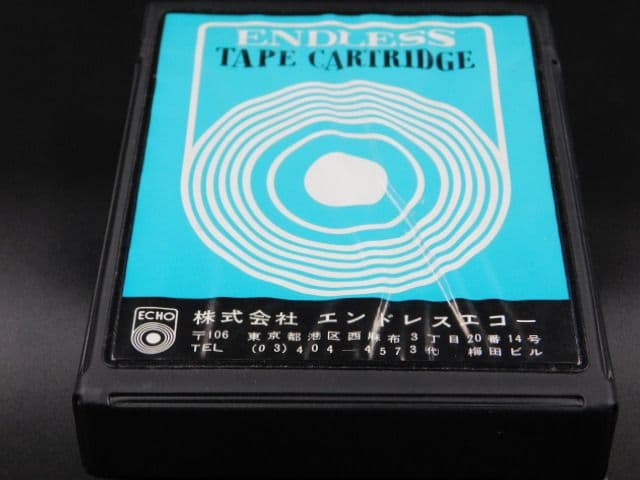 ENDLESS
TAPE CARTRIDGE
ECHO
株式会社 エンドレスエコー
〒106 東京都港区西麻布3丁目20番14号
TEL (03)404-4573代 梅田ビル